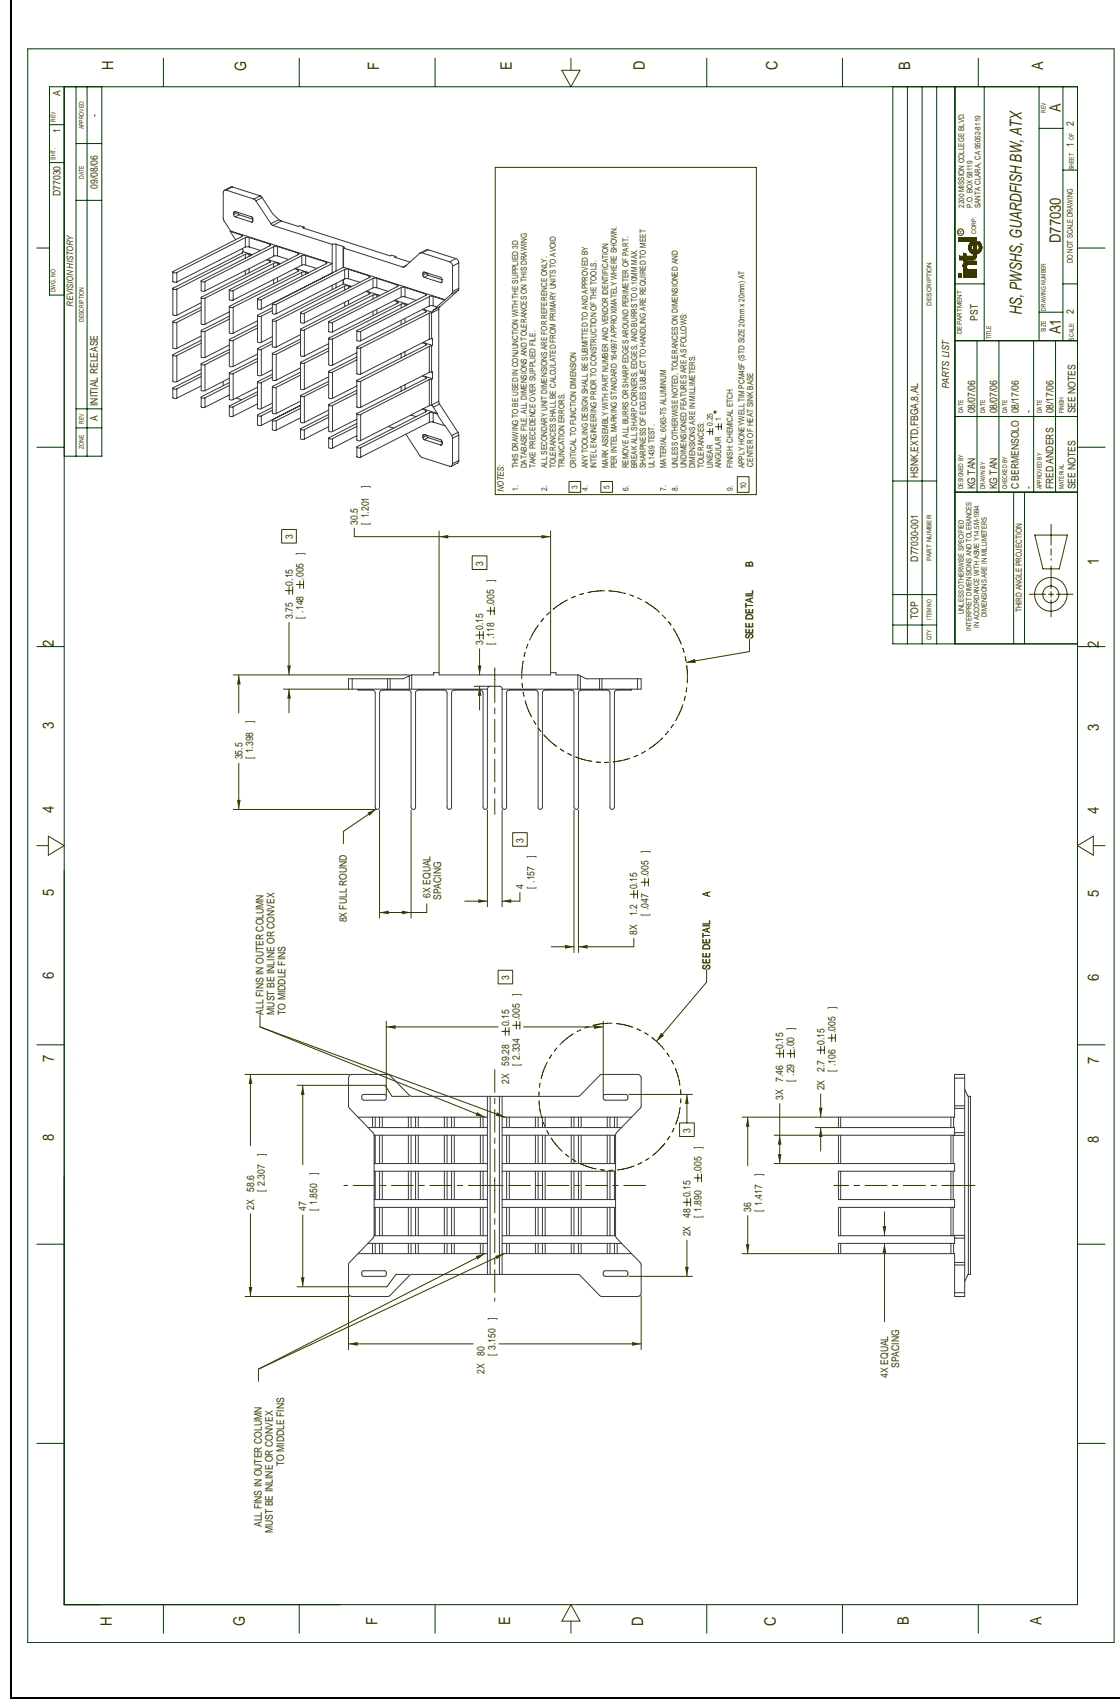 DWG. NO D77030 SHT. 1 REV A
REVISION HISTORY
ZONE REV DESCRIPTION DATE APPROVED
A INITIAL RELEASE 09/08/06 -
H G F E D C B A
8 7 6 5 4 3 2 1
NOTES:
1. THIS DRAWING TO BE USED IN CONJUNCTION WITH THE SUPPLIED 3D
DATABASE FILE. ALL DIMENSIONS AND TOLERANCES ON THIS DRAWING
TAKE PRECEDENCE OVER SUPPLIED FILE.
2. ALL SECONDARY UNIT DIMENSIONS ARE FOR REFERENCE ONLY.
TOLERANCES SHALL BE CALCULATED FROM PRIMARY UNITS TO AVOID
TRUNCATION ERRORS.
3 CRITICAL TO FUNCTION DIMENSION
4. ANY TOOLING DESIGN SHALL BE SUBMITTED TO AND APPROVED BY
INTEL ENGINEERING PRIOR TO CONSTRUCTION OF THE TOOLS.
5 MARK ASSEMBLY WITH PART NUMBER AND VENDOR IDENTIFICATION
PER INTEL MARKING STANDARD 164997 APPROXIMATELY WHERE SHOWN.
6. REMOVE ALL BURRS OR SHARP EDGES AROUND PERIMETER OF PART.
BREAK ALL SHARP CORNERS, EDGES, AND BURRS TO 0.10MM MAX.
SHARPNESS OF EDGES SUBJECT TO HANDLING ARE REQUIRED TO MEET
UL1439 TEST.
7. MATERIAL: 6063-T5 ALUMINUM
8. UNLESS OTHERWISE NOTED, TOLERANCES ON DIMENSIONED AND
UNDIMENSIONED FEATURES ARE AS FOLLOWS:
DIMENSIONS ARE IN MILLIMETERS.
TOLERANCES:
LINEAR ±0.25
ANGULAR ±1°
9. FINISH: CHEMICAL ETCH
10 APPLY HONEYWELL TIM PCM45F (STD SIZE 20mm x 20mm) AT
CENTER OF HEAT SINK BASE
ALL FINS IN OUTER COLUMN
MUST BE INLINE OR CONVEX
TO MIDDLE FINS
ALL FINS IN OUTER COLUMN
MUST BE INLINE OR CONVEX
TO MIDDLE FINS
2X 58.6
[ 2.307 ]
47
[ 1.850 ]
2X 80
[ 3.150 ]
2X 59.28 ±0.15
[ 2.334 ±.005 ]
3
2X 48±0.15
[ 1.890 ±.005 ]
3
SEE DETAIL A
35.5
[ 1.398 ]
3.75 ±0.15
[ .148 ±.005 ]
3
30.5
[ 1.201 ]
3±0.15
[ .118 ±.005 ]
3
8X FULL ROUND
6X EQUAL
SPACING
4
[ .157 ]
3
8X 1.2 ±0.15
[ .047 ±.005 ]
SEE DETAIL B
36
[ 1.417 ]
3X 7.46 ±0.15
[ .29 ±.00 ]
2X 2.7 ±0.15
[ .106 ±.005 ]
4X EQUAL
SPACING
TOP D77030-001 HSNK,EXTD,FBGA,8,AL
QTY ITEM NO PART NUMBER DESCRIPTION
PARTS LIST
UNLESS OTHERWISE SPECIFIED
INTERPRET DIMENSIONS AND TOLERANCES
IN ACCORDANCE WITH ASME Y14.5M-1994
DIMENSIONS ARE IN MILLIMETERS
THIRD ANGLE PROJECTION
DESIGNED BY DATE
KG TAN 08/07/06
DRAWN BY DATE
KG TAN 08/07/06
CHECKED BY DATE
C BERMENSOLO 08/17/06
- -
APPROVED BY DATE
FRED ANDERS 08/17/06
MATERIAL FINISH
SEE NOTES SEE NOTES
DEPARTMENT
PST
intel® CORP.
2200 MISSION COLLEGE BLVD.
P.O. BOX 58119
SANTA CLARA, CA 95052-8119
TITLE
HS, PWSHS, GUARDFISH BW, ATX
SIZE DRAWING NUMBER REV
A1 D77030 A
SCALE: 2 DO NOT SCALE DRAWING SHEET 1 OF 2